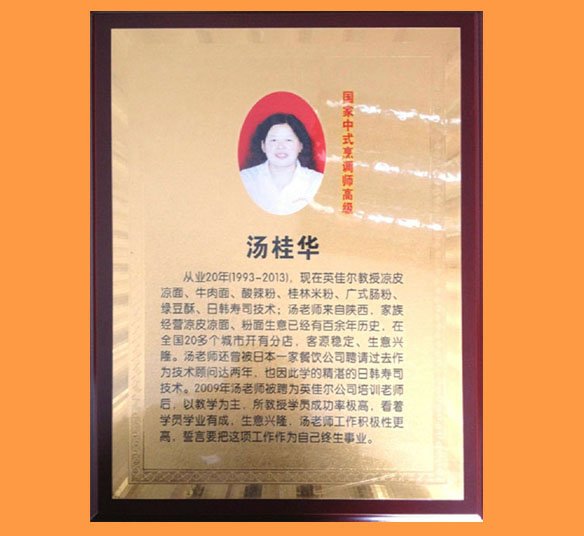 国家中式烹调师高级
汤桂华
从业20年(1993-2013)，现在英佳尔教授凉皮
凉面、牛肉面、酸辣粉、桂林米粉、广式肠粉、
绿豆酥、日韩寿司技术；汤老师来自陕西，家族
经营凉皮凉面、粉面生意已经有百余年历史，在
全国20多个城市开有分店，客源稳定、生意兴
隆。汤老师还曾被日本一家餐饮公司聘请过去作
为技术顾问达两年，也因此学的精湛的日韩寿司
技术。2009年汤老师被聘为英佳尔公司培训老师
后，以教学为主，所教授学员成功率极高，看着
学员学业有成，生意兴隆，汤老师工作积极性更
高，誓言要把这项工作作为自己终生事业。